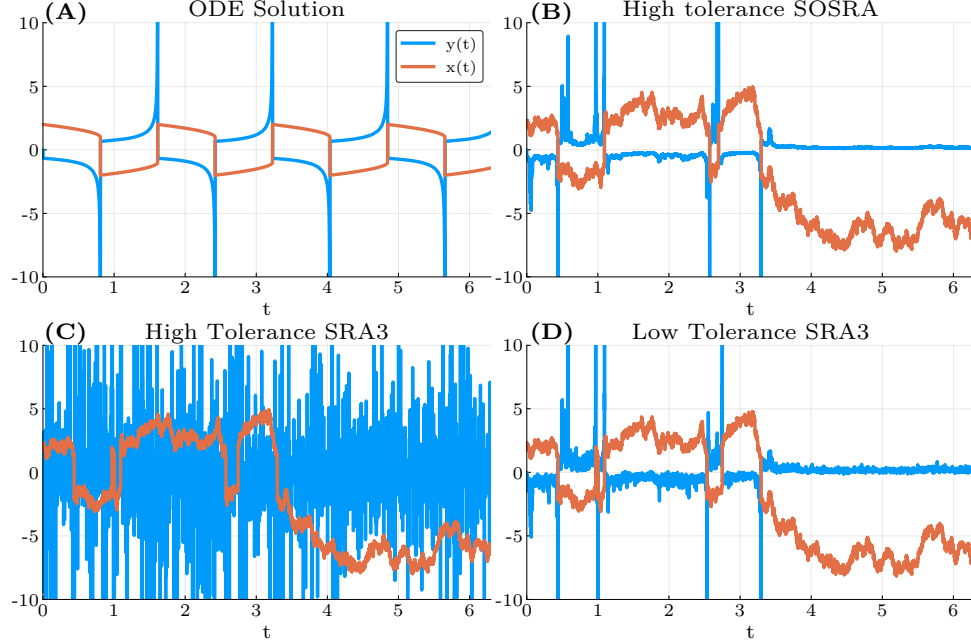 (A) ODE Solution
10
5
0
-5
-10
y(t)
x(t)
0 1 2 3 4 5 6
t
(B) High tolerance SOSRA
10
5
0
-5
-10
0 1 2 3 4 5 6
t
(C) High Tolerance SRA3
10
5
0
-5
-10
0 1 2 3 4 5 6
t
(D) Low Tolerance SRA3
10
5
0
-5
-10
0 1 2 3 4 5 6
t